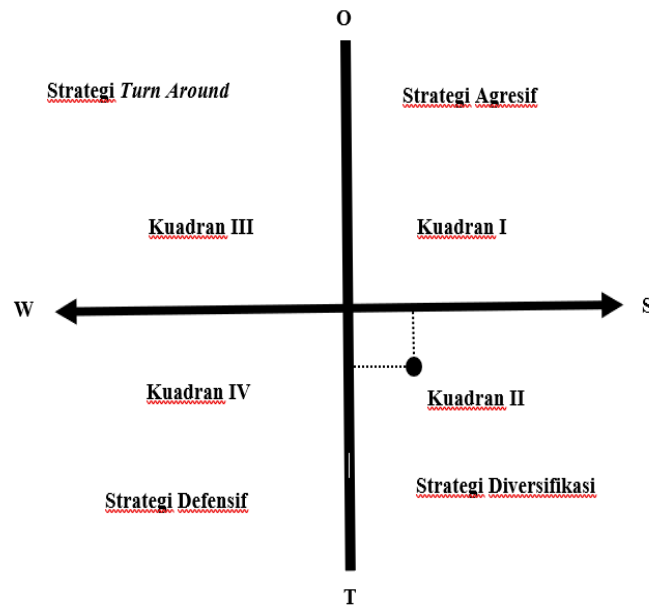 O
Strategi Turn Around
Strategi Agresif
Kuadran III
Kuadran I
W
S
Kuadran IV
Kuadran II
Strategi Defensif
Strategi Diversifikasi
T